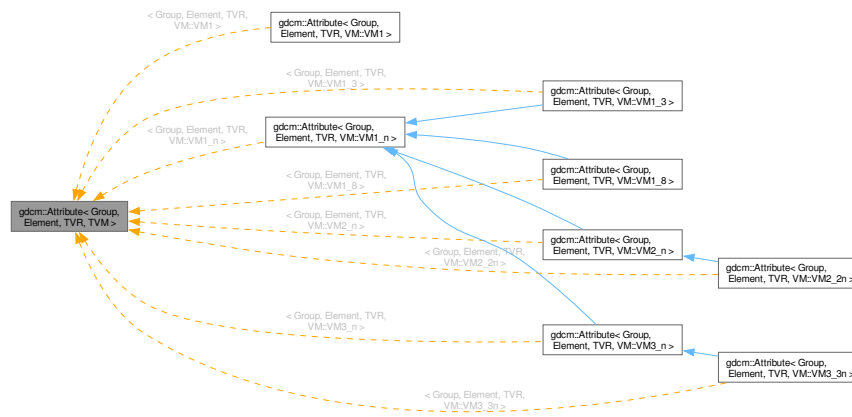 < Group, Element, TVR,
VM::VM1 >
gdcm::Attribute< Group,
Element, TVR, VM::VM1 >
< Group, Element, TVR,
VM::VM1_3 >
gdcm::Attribute< Group,
Element, TVR, VM::VM1_3 >
< Group, Element, TVR,
VM::VM1_n >
gdcm::Attribute< Group,
Element, TVR, VM::VM1_n >
< Group, Element, TVR,
VM::VM1_8 >
gdcm::Attribute< Group,
Element, TVR, VM::VM1_8 >
gdcm::Attribute< Group,
Element, TVR, TVM >
< Group, Element, TVR,
VM::VM2_n >
gdcm::Attribute< Group,
Element, TVR, VM::VM2_n >
< Group, Element, TVR,
VM::VM2_2n >
gdcm::Attribute< Group,
Element, TVR, VM::VM2_2n >
< Group, Element, TVR,
VM::VM3_n >
gdcm::Attribute< Group,
Element, TVR, VM::VM3_n >
gdcm::Attribute< Group,
Element, TVR, VM::VM3_3n >
< Group, Element, TVR,
VM::VM3_3n >